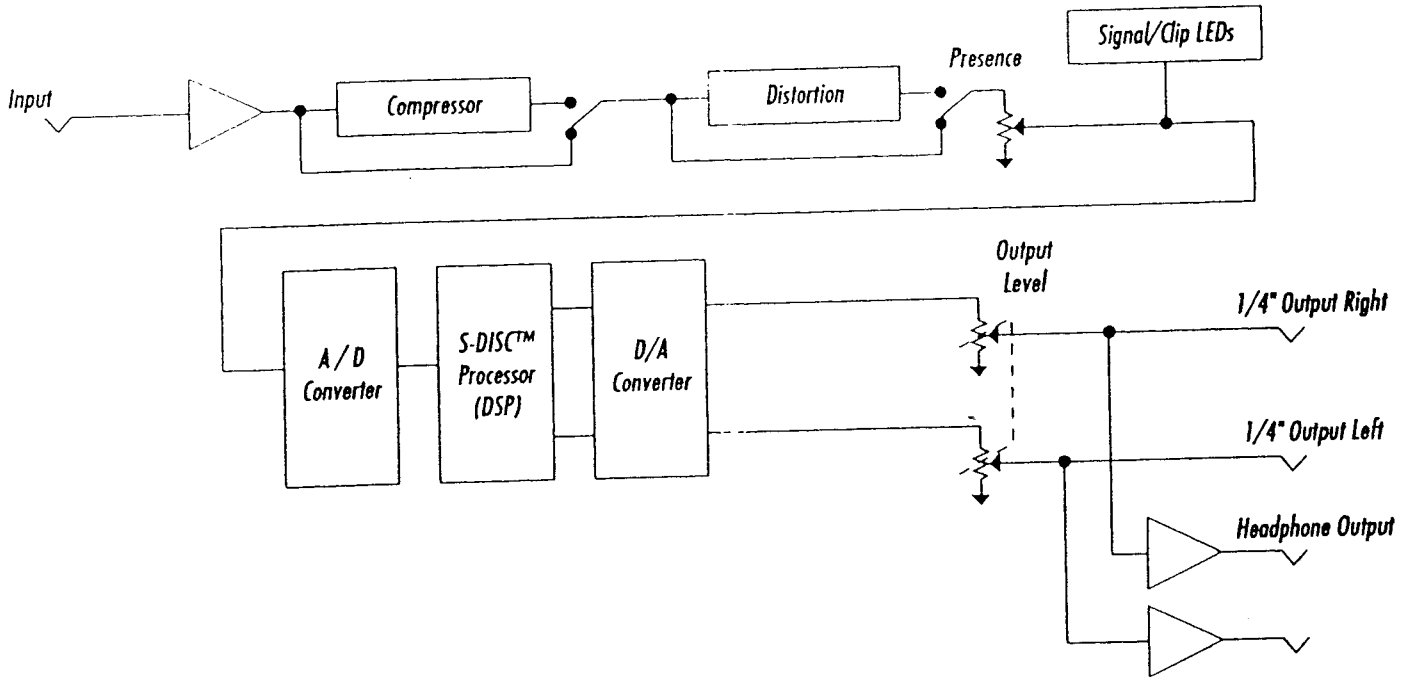 Signal/Clip LEDs
Presence
Input
Compressor
Distortion
Output
Level
1/4" Output Right
A/D
Converter
S-DISC™
Processor
(DSP)
D/A
Converter
1/4" Output Left
Headphone Output